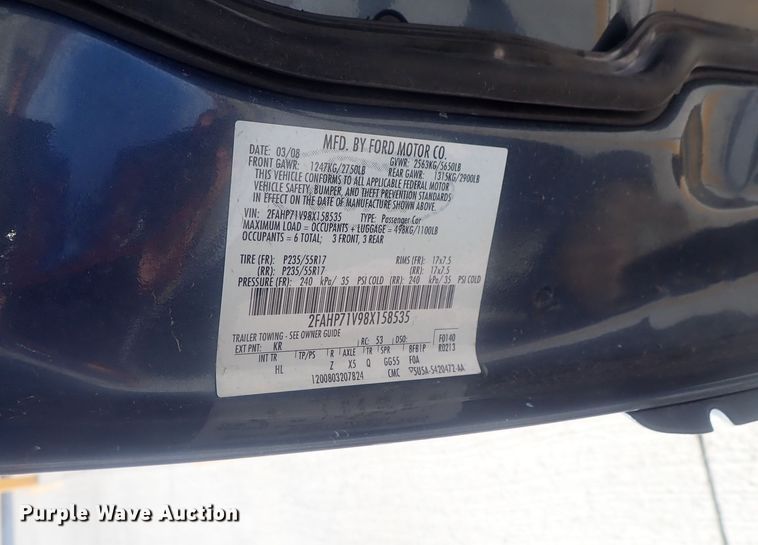 MFD. BY FORD MOTOR CO.
DATE: 03/08 GVWR: 2563KG/5650LB
FRONT GAWR: 1247KG/2750LB REAR GAWR: 1315KG/2900LB
THIS VEHICLE CONFORMS TO ALL APPLICABLE FEDERAL MOTOR
VEHICLE SAFETY, BUMPER, AND THEFT PREVENTION STANDARDS
IN EFFECT ON THE DATE OF MANUFACTURE SHOWN ABOVE.
VIN: 2FAHP71V98X158535 TYPE: Passenger Car
MAXIMUM LOAD = OCCUPANTS + LUGGAGE = 498KG/1100LB
OCCUPANTS = 6 TOTAL; 3 FRONT, 3 REAR
TIRE (FR): P235/55R17 RIMS (FR): 17x7.5
(RR): P235/55R17 (RR): 17x7.5
PRESSURE (FR): 240 kPa/ 35 PSI COLD (RR): 240 kPa/ 35 PSI COLD
2FAHP71V98X158535
TRAILER TOWING - SEE OWNER GUIDE F0140
EXT PNT: KR RC: 53 DSO: R0213
INT TR TP/PS R AXLE TR SPR BFB1P
HL Z X5 Q GG55 F0A
1200803207824 CMC 5U5A-5420472-AA
Purple Wave Auction